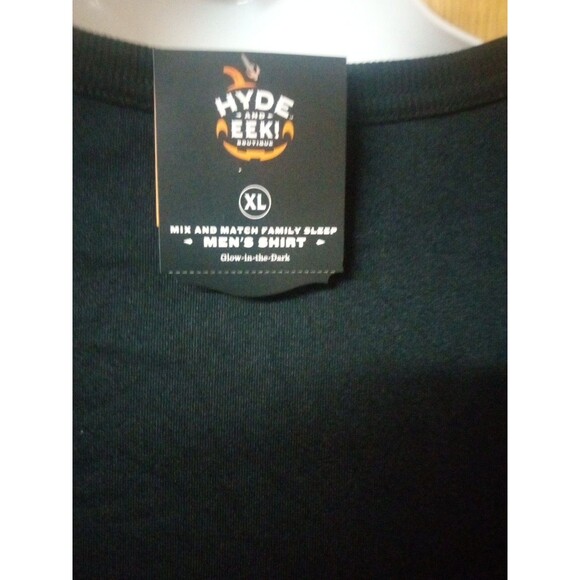 HYDE
AND
EEK!
BOUTIQUE
XL
MIX AND MATCH FAMILY SLEEP
MEN'S SHIRT
Glow-in-the-Dark